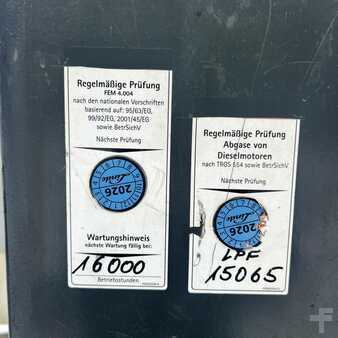 Regelmäßige Prüfung
FEM 4.004
nach den nationalen Vorschriften
basierend auf: 95/63/EG,
99/92/EG, 2001/45/EG
sowie BetrSichV
Nächste Prüfung
2026
Linde
Wartungshinweis
nächste Wartung fällig bei:
16000
Betriebsstunden
Regelmäßige Prüfung
Abgase von
Dieselmotoren
nach TRGS 554 sowie BetrSichV
Nächste Prüfung
2026
Linde
LPF
15065